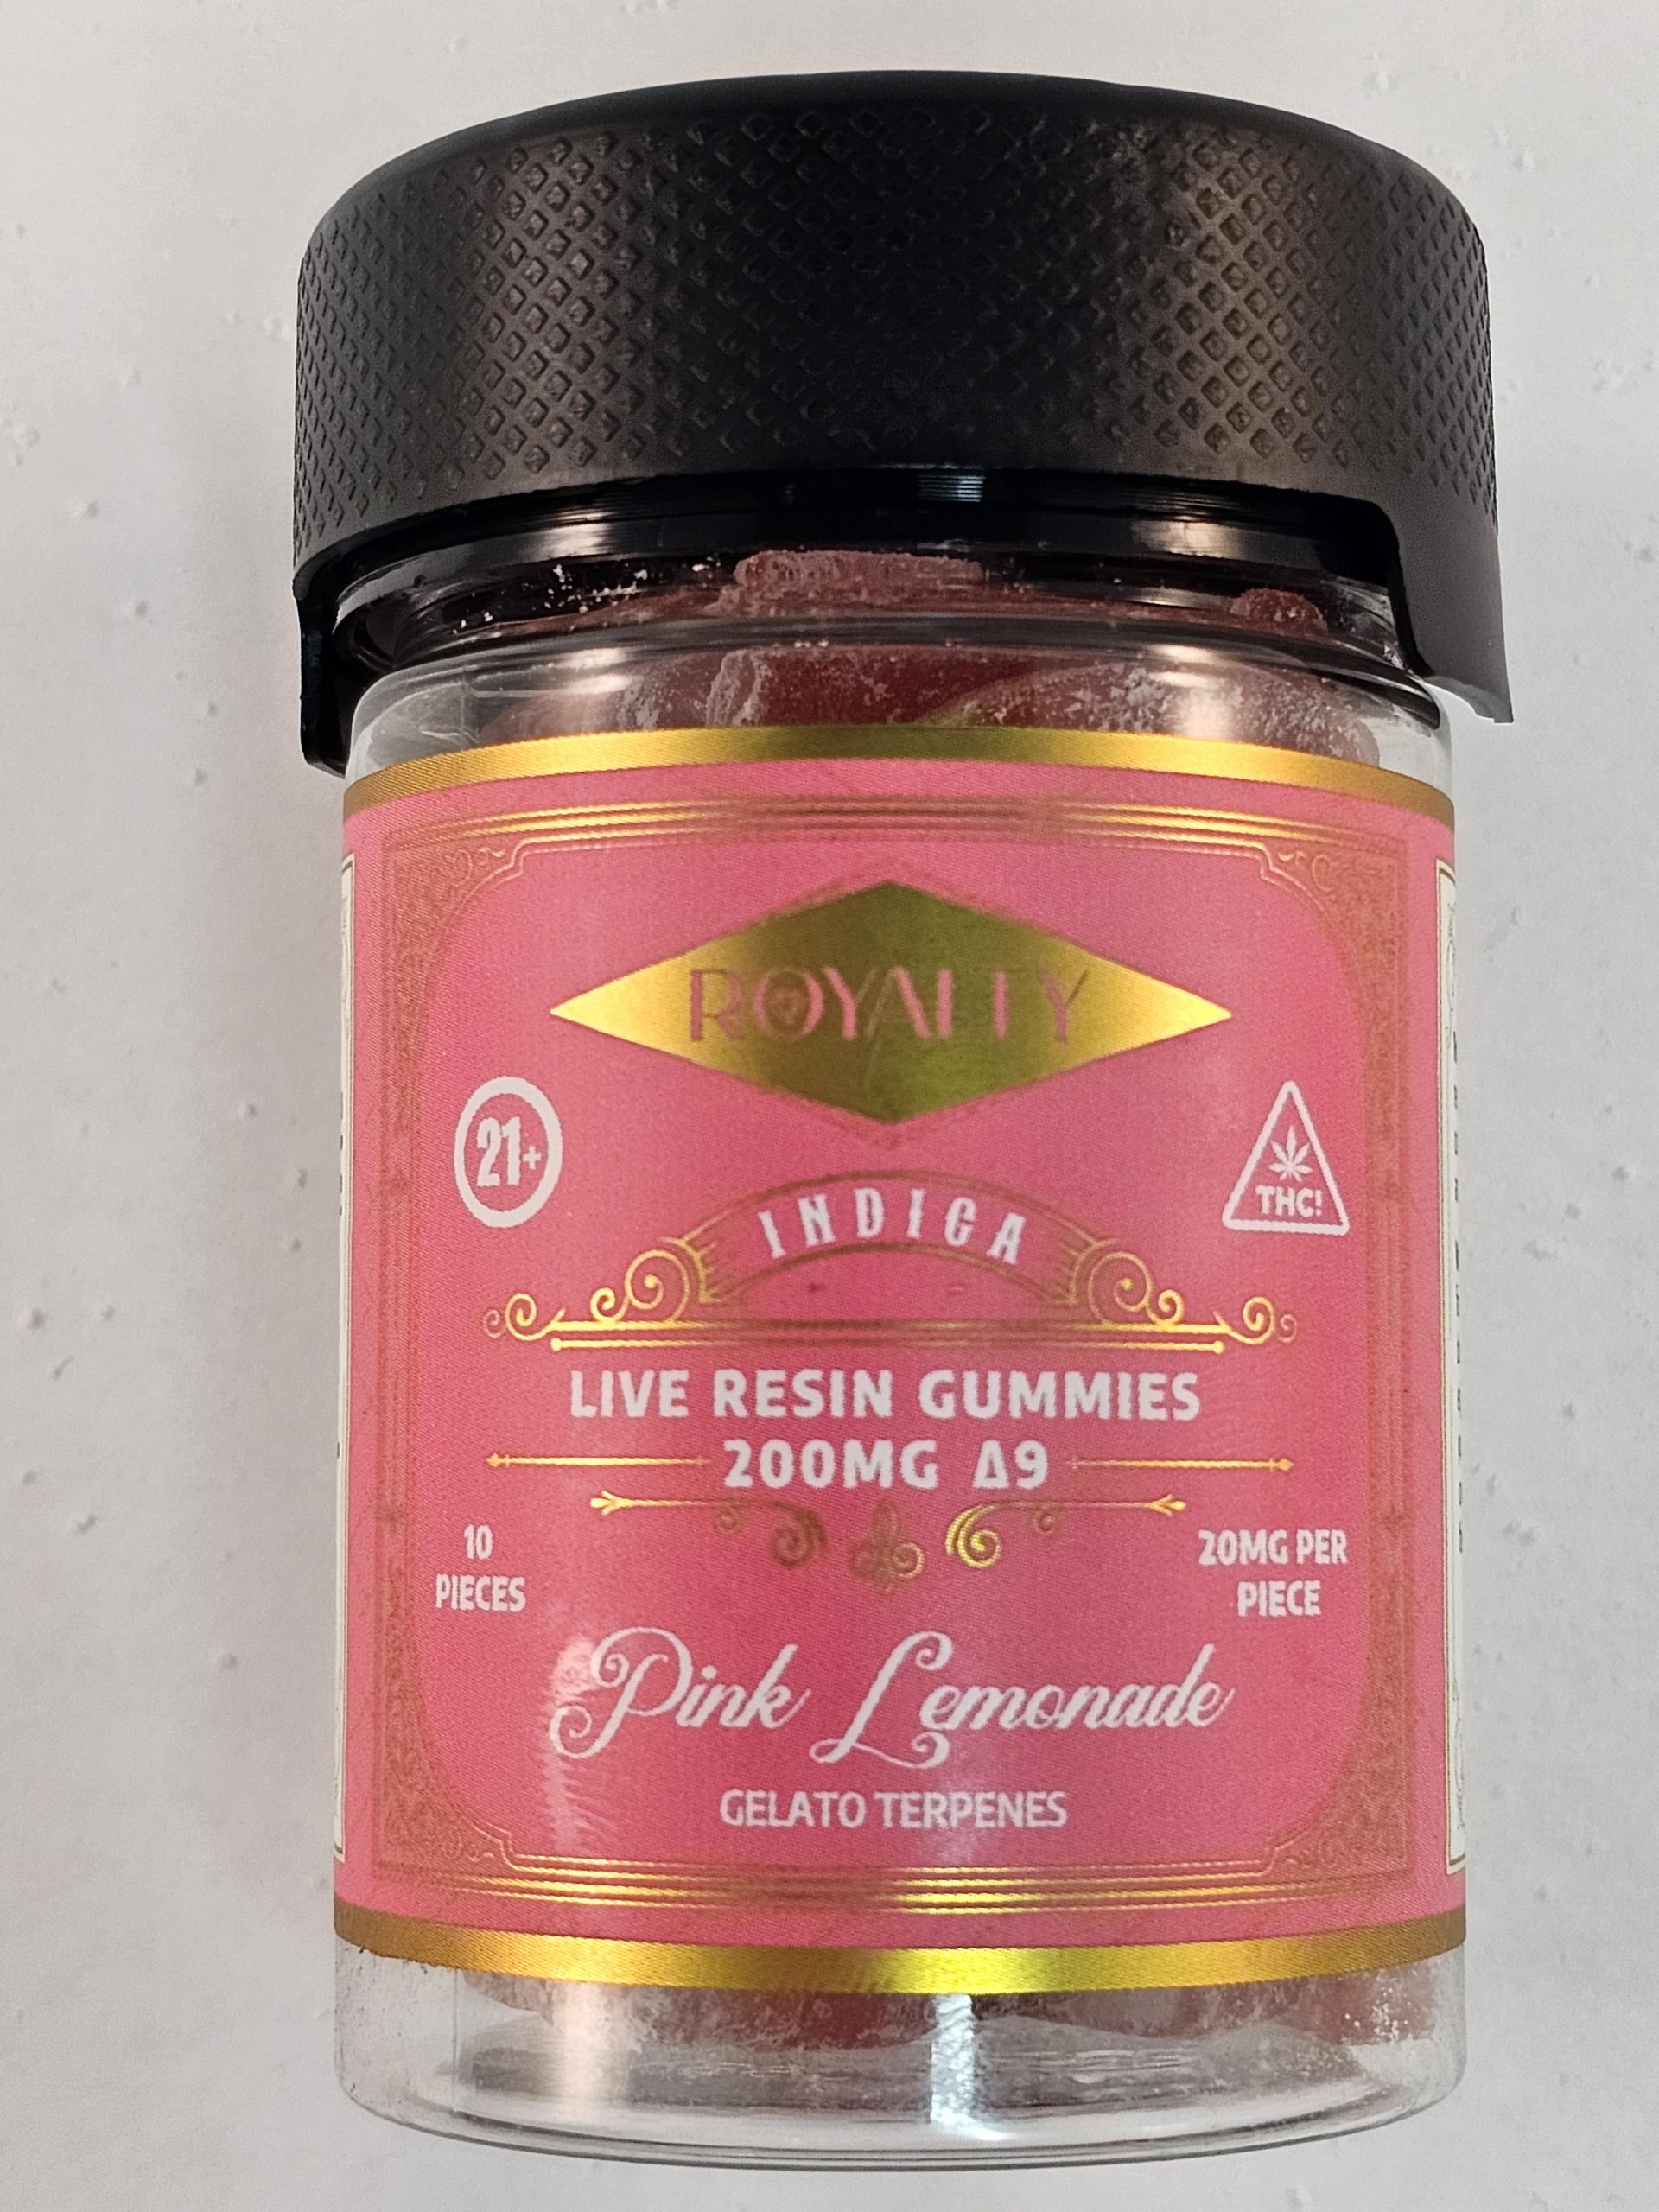 ROYALTY
21+
THC!
INDICA
LIVE RESIN GUMMIES
200MG Δ9
10
PIECES
20MG PER
PIECE
Pink Lemonade
GELATO TERPENES